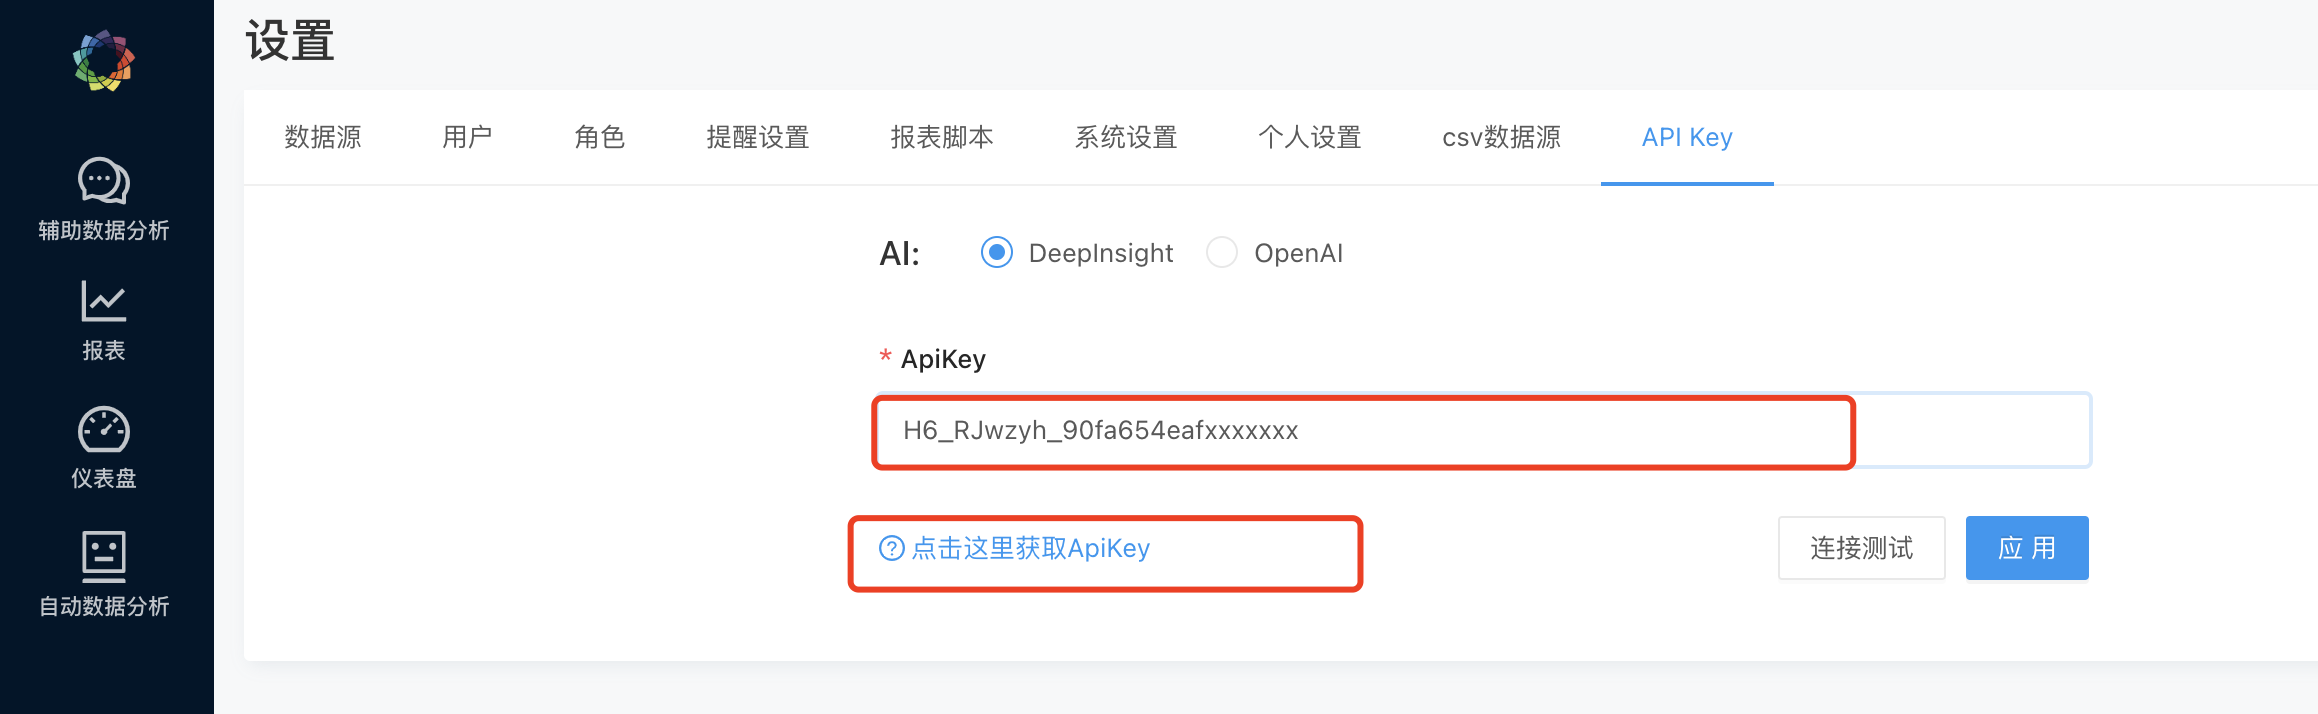 设置
数据源 用户 角色 提醒设置 报表脚本 系统设置 个人设置 csv数据源 API Key
辅助数据分析
报表
仪表盘
自动数据分析
AI: DeepInsight OpenAI
* ApiKey
H6_RJwzyh_90fa654eafxxxxxxx
? 点击这里获取ApiKey
连接测试 应 用